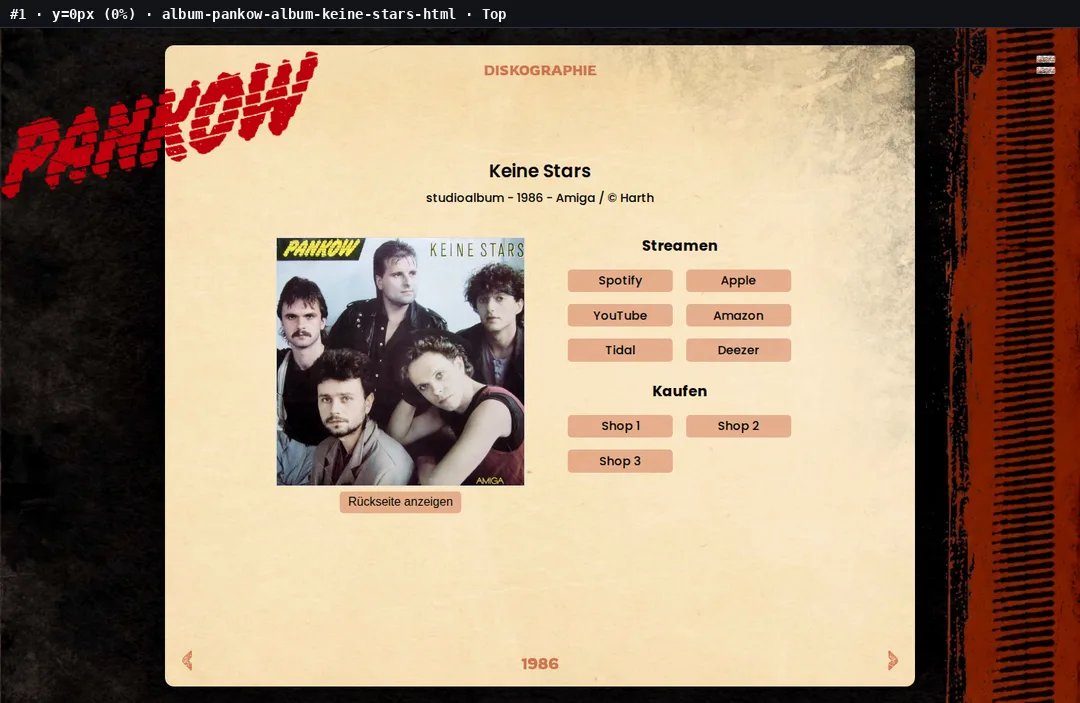 #1 · y=0px (0%) · album-pankow-album-keine-stars-html · Top
PANKOW
DISKOGRAPHIE
Keine Stars
studioalbum - 1986 - Amiga / © Harth
PANKOW
KEINE STARS
AMIGA
Rückseite anzeigen
Streamen
Spotify
Apple
YouTube
Amazon
Tidal
Deezer
Kaufen
Shop 1
Shop 2
Shop 3
1986